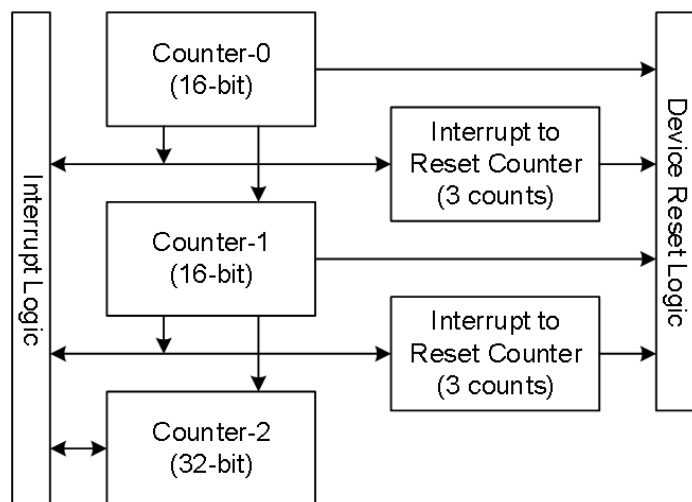 Interrupt Logic
Counter-0
(16-bit)
Interrupt to
Reset Counter
(3 counts)
Counter-1
(16-bit)
Interrupt to
Reset Counter
(3 counts)
Counter-2
(32-bit)
Device Reset Logic